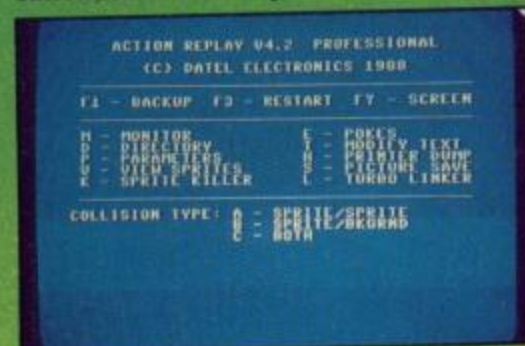 ACTION REPLAY V4.2 PROFESSIONAL
(C) DATEL ELECTRONICS 1988
F1 - BACKUP F3 - RESTART F7 - SCREEN
M - MONITOR E - POKES
D - DIRECTORY T - MODIFY TEXT
P - PARAMETERS H - PRINTER DUMP
V - VIEW SPRITES S - PICTURE SAVE
K - SPRITE KILLER L - TURBO LINKER
COLLISION TYPE: A - SPRITE/SPRITE
B - SPRITE/BKGRND
C - BOTH